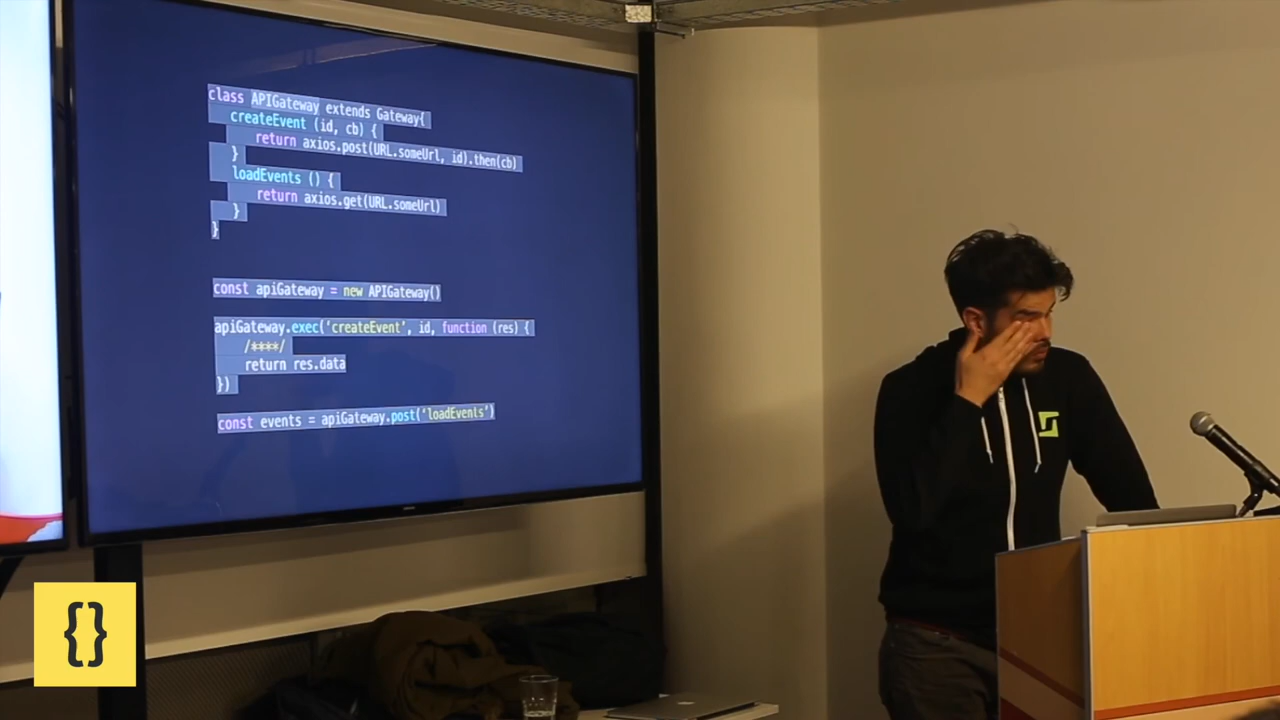 class APIGateway extends Gateway{
createEvent (id, cb) {
return axios.post(URL.someUrl, id).then(cb)
}
loadEvents () {
return axios.get(URL.someUrl)
}
}
const apiGateway = new APIGateway()
apiGateway.exec('createEvent', id, function (res) {
/****/
return res.data
})
const events = apiGateway.post('loadEvents')
{}